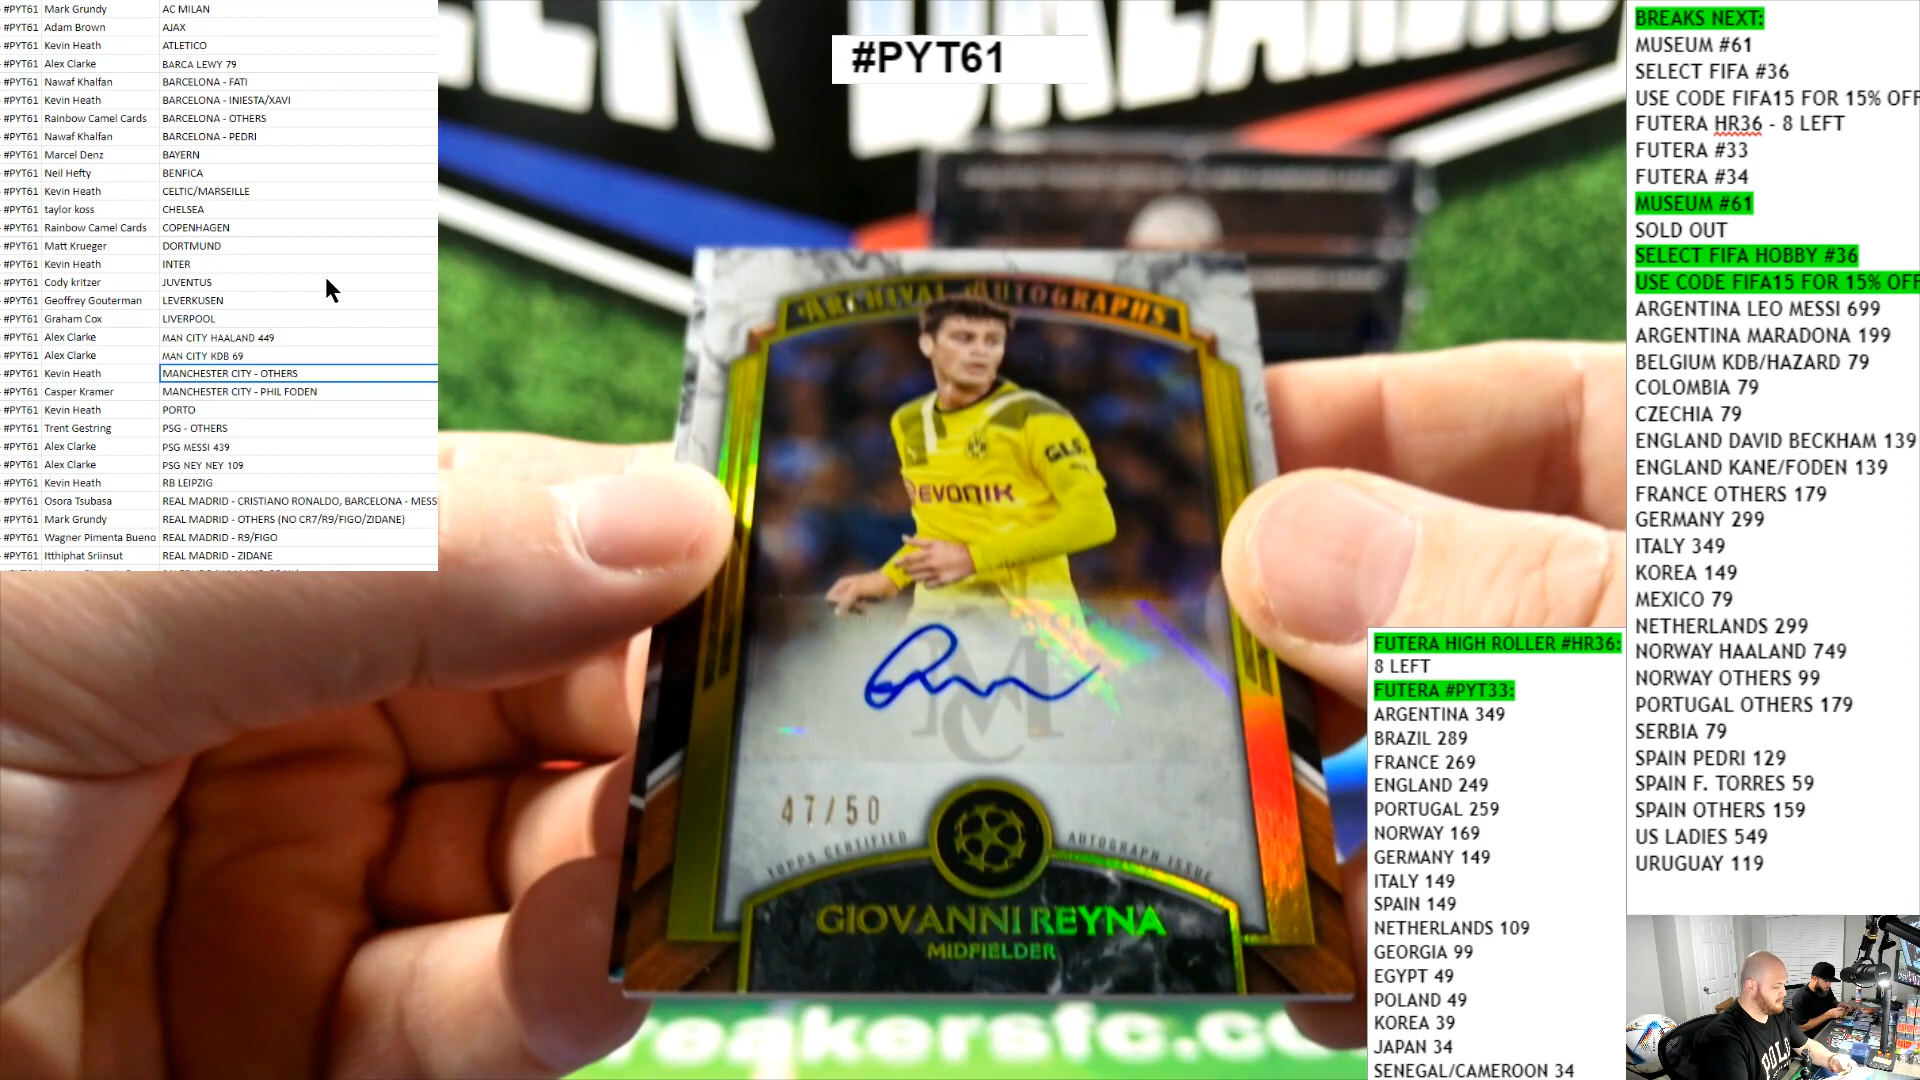 #PYT61 Mark Grundy AC MILAN
#PYT61 Adam Brown AJAX
#PYT61 Kevin Heath ATLETICO
#PYT61 Alex Clarke BARCA LEWY 79
#PYT61 Nawaf Khalfan BARCELONA - FATI
#PYT61 Kevin Heath BARCELONA - INIESTA/XAVI
#PYT61 Rainbow Camel Cards BARCELONA - OTHERS
#PYT61 Nawaf Khalfan BARCELONA - PEDRI
#PYT61 Marcel Denz BAYERN
#PYT61 Neil Hefty BENFICA
#PYT61 Kevin Heath CELTIC/MARSEILLE
#PYT61 taylor koss CHELSEA
#PYT61 Rainbow Camel Cards COPENHAGEN
#PYT61 Matt Krueger DORTMUND
#PYT61 Kevin Heath INTER
#PYT61 Cody kritzer JUVENTUS
#PYT61 Geoffrey Gouterman LEVERKUSEN
#PYT61 Graham Cox LIVERPOOL
#PYT61 Alex Clarke MAN CITY HAALAND 449
#PYT61 Alex Clarke MAN CITY KDB 69
#PYT61 Kevin Heath MANCHESTER CITY - OTHERS
#PYT61 Casper Kramer MANCHESTER CITY - PHIL FODEN
#PYT61 Kevin Heath PORTO
#PYT61 Trent Gestring PSG - OTHERS
#PYT61 Alex Clarke PSG MESSI 439
#PYT61 Alex Clarke PSG NEY NEY 109
#PYT61 Kevin Heath RB LEIPZIG
#PYT61 Osora Tsubasa REAL MADRID - CRISTIANO RONALDO, BARCELONA - MESS
#PYT61 Mark Grundy REAL MADRID - OTHERS (NO CR7/R9/FIGO/ZIDANE)
#PYT61 Wagner Pimenta Bueno REAL MADRID - R9/FIGO
#PYT61 Itthiphat Sriinsut REAL MADRID - ZIDANE
#PYT61
ARCHIVAL AUTOGRAPHS
G.L.S.
EVONIK
MC
47/50
TOPPS CERTIFIED AUTOGRAPH ISSUE
GIOVANNI REYNA
MIDFIELDER
reakersfc.c
BREAKS NEXT:
MUSEUM #61
SELECT FIFA #36
USE CODE FIFA15 FOR 15% OFF
FUTERA HR36 - 8 LEFT
FUTERA #33
FUTERA #34
MUSEUM #61
SOLD OUT
SELECT FIFA HOBBY #36
USE CODE FIFA15 FOR 15% OFF
ARGENTINA LEO MESSI 699
ARGENTINA MARADONA 199
BELGIUM KDB/HAZARD 79
COLOMBIA 79
CZECHIA 79
ENGLAND DAVID BECKHAM 139
ENGLAND KANE/FODEN 139
FRANCE OTHERS 179
GERMANY 299
ITALY 349
KOREA 149
MEXICO 79
NETHERLANDS 299
NORWAY HAALAND 749
NORWAY OTHERS 99
PORTUGAL OTHERS 179
SERBIA 79
SPAIN PEDRI 129
SPAIN F. TORRES 59
SPAIN OTHERS 159
US LADIES 549
URUGUAY 119
FUTERA HIGH ROLLER #HR36:
8 LEFT
FUTERA #PYT33:
ARGENTINA 349
BRAZIL 289
FRANCE 269
ENGLAND 249
PORTUGAL 259
NORWAY 169
GERMANY 149
ITALY 149
SPAIN 149
NETHERLANDS 109
GEORGIA 99
EGYPT 49
POLAND 49
KOREA 39
JAPAN 34
SENEGAL/CAMEROON 34